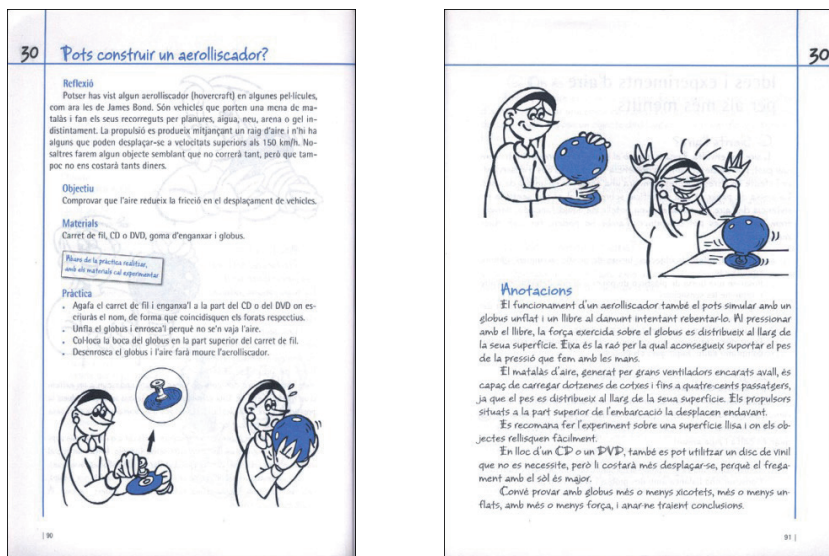 30
Pots construir un aerolliscador?
Reflexió
Potser has vist algun aerolliscador (hovercraft) en algunes pel·lícules,
com ara les de James Bond. Són vehicles que porten una mena de ma-
talàs i fan els seus recorreguts per planures, aigua, neu, arena o gel in-
distintament. La propulsió es produeix mitjançant un raig d'aire i n'hi ha
alguns que poden desplaçar-se a velocitats superiors als 150 km/h. No-
saltres farem algun objecte semblant que no correrà tant, però que tam-
poc no ens costarà tants diners.
Objectiu
Comprovar que l'aire redueix la fricció en el desplaçament de vehicles.
Materials
Carret de fil, CD o DVD, goma d'enganxar i globus.
Abans de la pràctica realitzar,
amb els materials cal experimentar
Pràctica
• Agafa el carret de fil i enganxa'l a la part del CD o del DVD on es-
criuràs el nom, de forma que coincidisquen els forats respectius.
• Unfla el globus i enrosca'l perquè no se'n vaja l'aire.
• Col·loca la boca del globus en la part superior del carret de fil.
• Desenrosca el globus i l'aire farà moure l'aerolliscador.
| 90
30
Anotacions
El funcionament d'un aerolliscador també el pots simular amb un
globus unflat i un llibre al damunt intentant rebentar-lo. Al pressionar
amb el llibre, la força exercida sobre el globus es distribueix al llarg de
la seua superfície. Eixa és la raó per la qual aconsegueix suportar el pes
de la pressió que fem amb les mans.
El matalàs d'aire, generat per grans ventiladors encarats avall, és
capaç de carregar dotzenes de cotxes i fins a quatre-cents passatgers,
ja que el pes es distribueix al llarg de la seua superfície. Els propulsors
situats a la part superior de l'embarcació la desplacen endavant.
Es recomana fer l'experiment sobre una superfície llisa i on els ob-
jectes rellisquen fàcilment.
En lloc d'un CD o un DVD, també es pot utilitzar un disc de vinil
que no es necessite, però li costarà més desplaçar-se, perquè el frega-
ment amb el sòl és major.
Convé provar amb globus més o menys xicotets, més o menys un-
flats, amb més o menys força, i anar-ne traient conclusions.
91 |